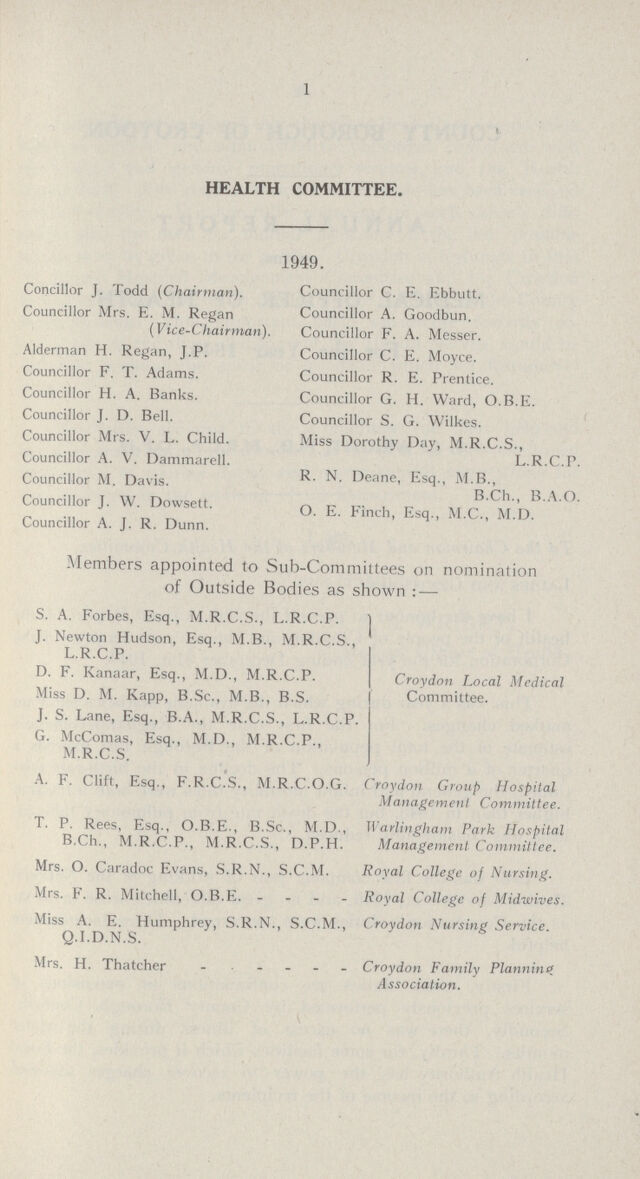 1
HEALTH COMMITTEE.
1949.
Concillor J. Todd (Chairman).
Councillor Mrs. E. M. Regan
(Vice-Chairman).
Alderman H. Regan, J.P.
Councillor F. T. Adams.
Councillor H. A. Banks.
Councillor J. D. Bell.
Councillor Mrs. V. L. Child.
Councillor A. V. Dammarell.
Councillor M. Davis.
Councillor J. W. Dowsett.
Councillor A. J. R. Dunn.
Councillor C. E. Ebbutt.
Councillor A. Goodbun.
Councillor F. A. Messer.
Councillor C. E. Moyce.
Councillor R. E. Prentice.
Councillor G. H. Ward, O.B.E.
Councillor S. G. Wilkes.
Miss Dorothy Day, M.R.C.S.,
L.R.C.P.
R. N. Deane, Esq., M.B.,
B.Ch., B.A.O.
O. E. Finch, Esq., M.C., M.D.
Members appointed to Sub-Committees on nomination
of Outside Bodies as shown :—
S. A. Forbes, Esq., M.R.C.S., L.R.C.P.
J. Newton Hudson, Esq., M.B., M.R.C.S.,
L.R.C.P.
D. F. Kanaar, Esq., M.D., M.R.C.P.
Miss D. M. Kapp, B.Sc., M.B., B.S.
J. S. Lane, Esq., B.A., M.R.C.S., L.R.C.P.
G. McComas, Esq., M.D., M.R.C.P.,
M.R.C.S.
Croydon Local Medical
Committee.
A. F. Clift, Esq., F.R.C.S., M.R.C.O.G. Croydon Group Hospital
Management Committee.
T. P. Rees, Esq., O.B.E., B.Sc., M.D., Warlingham Park Hospital
B.Ch., M.R.C.P., M.R.C.S., D.P.H. Management Committee.
Mrs. O. Caradoc Evans, S.R.N., S.C.M. Royal College of Nursing.
Mrs. F. R. Mitchell, O.B.E. - - - - Royal College of Midwives.
Miss A. E. Humphrey, S.R.N., S.C.M., Croydon Nursing Service.
Q.I.D.N.S.
Mrs. H. Thatcher - - - - - - Croydon Family Planning
Association.